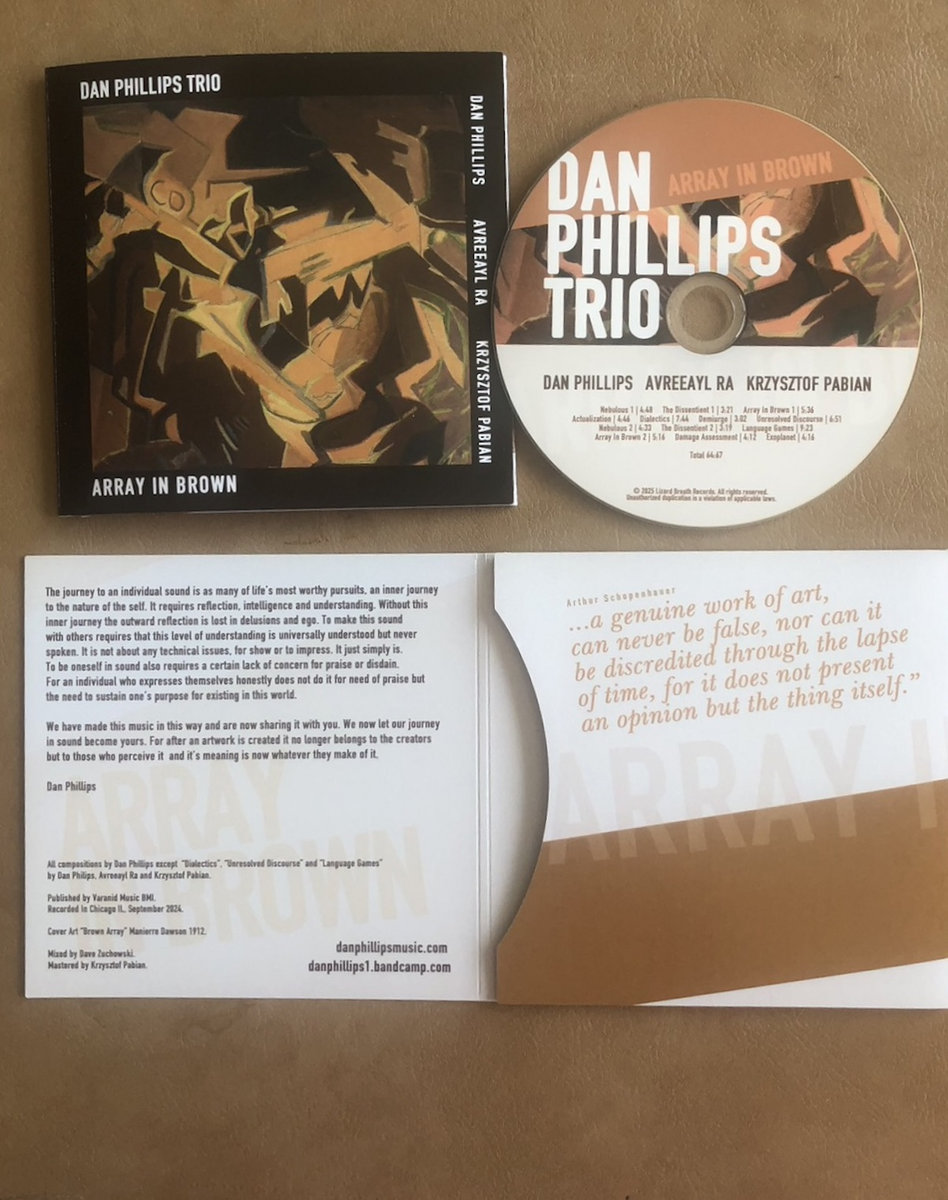 DAN PHILLIPS TRIO
DAN PHILLIPS AVREEAYL RA KRZYSZTOF PABIAN
ARRAY IN BROWN
DAN
PHILLIPS
TRIO
ARRAY IN BROWN
DAN PHILLIPS AVREEAYL RA KRZYSZTOF PABIAN
Nebulous 1 | 4:48 The Dissentient 1 | 3:21 Array In Brown 1 | 5:36
Actualization | 4:46 Dialectics | 7:44 Demiurge | 3.02 Unresolved Discourse | 6:51
Nebulous 2 | 4:33 The Dissentient 2 | 3:19 Language Games | 9:23
Array In Brown 2 | 5:16 Damage Assessment | 4:12 Exoplanet | 4:16
Total 64:67
© 2025 Lizard Breath Records. All rights reserved.
Unauthorized duplication is a violation of applicable laws.
The journey to an individual sound is as many of life's most worthy pursuits, an inner journey
to the nature of the self. It requires reflection, intelligence and understanding. Without this
inner journey the outward reflection is lost in delusions and ego. To make this sound
with others requires that this level of understanding is universally understood but never
spoken. It is not about any technical issues, for show or to impress. It just simply is.
To be oneself in sound also requires a certain lack of concern for praise or disdain.
For an individual who expresses themselves honestly does not do it for need of praise but
the need to sustain one's purpose for existing in this world.
We have made this music in this way and are now sharing it with you. We now let our journey
in sound become yours. For after an artwork is created it no longer belongs to the creators
but to those who perceive it and it's meaning is now whatever they make of it.
Dan Phillips
ARRAY
IN BROWN
All compositions by Dan Phillips except "Dialectics", "Unresolved Discourse" and "Language Games"
by Dan Philips, Avreeayl Ra and Krzysztof Pabian.
Published by Varanid Music BMI.
Recorded in Chicago IL, September 2024.
Cover Art "Brown Array" Manierre Dawson 1912.
Mixed by Dave Zuchowski.
Mastered by Krzysztof Pabian.
danphillipsmusic.com
danphillips1.bandcamp.com
Arthur Schopenhauer
...a genuine work of art,
can never be false, nor can it
be discredited through the lapse
of time, for it does not present
an opinion but the thing itself."
ARRAY I